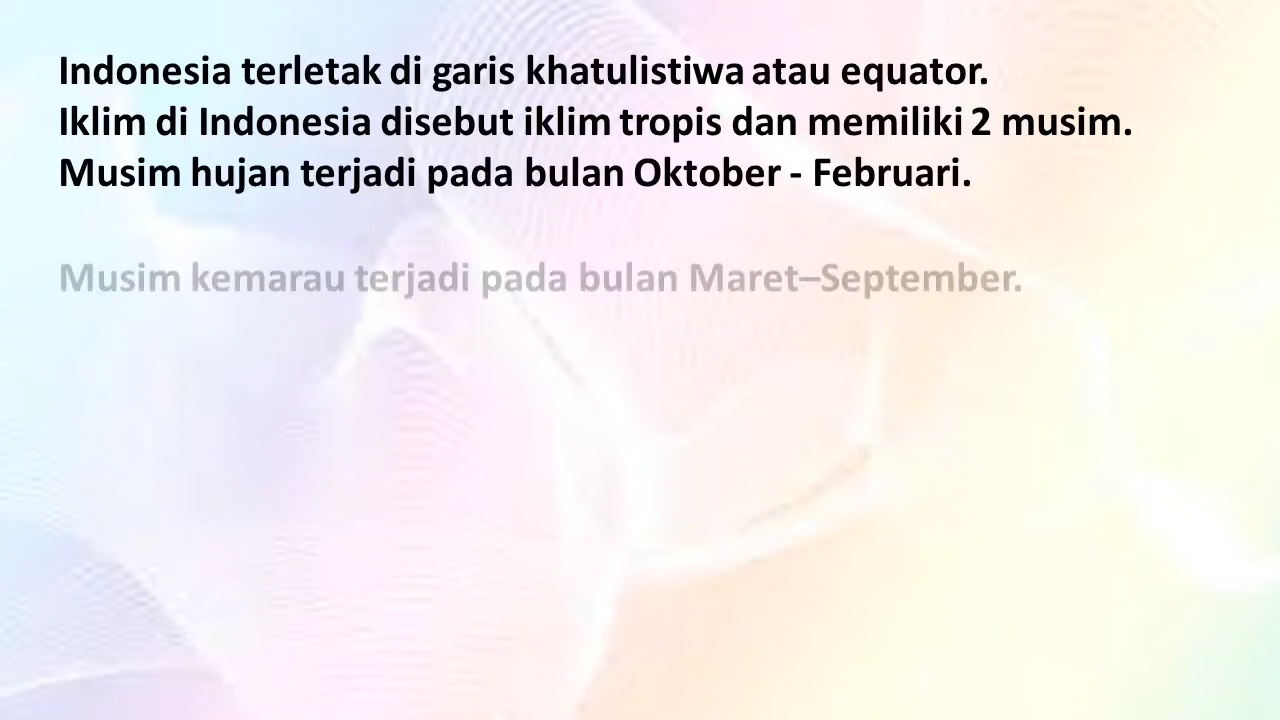 Indonesia terletak di garis khatulistiwa atau equator.
Iklim di Indonesia disebut iklim tropis dan memiliki 2 musim.
Musim hujan terjadi pada bulan Oktober - Februari.
Musim kemarau terjadi pada bulan Maret–September.